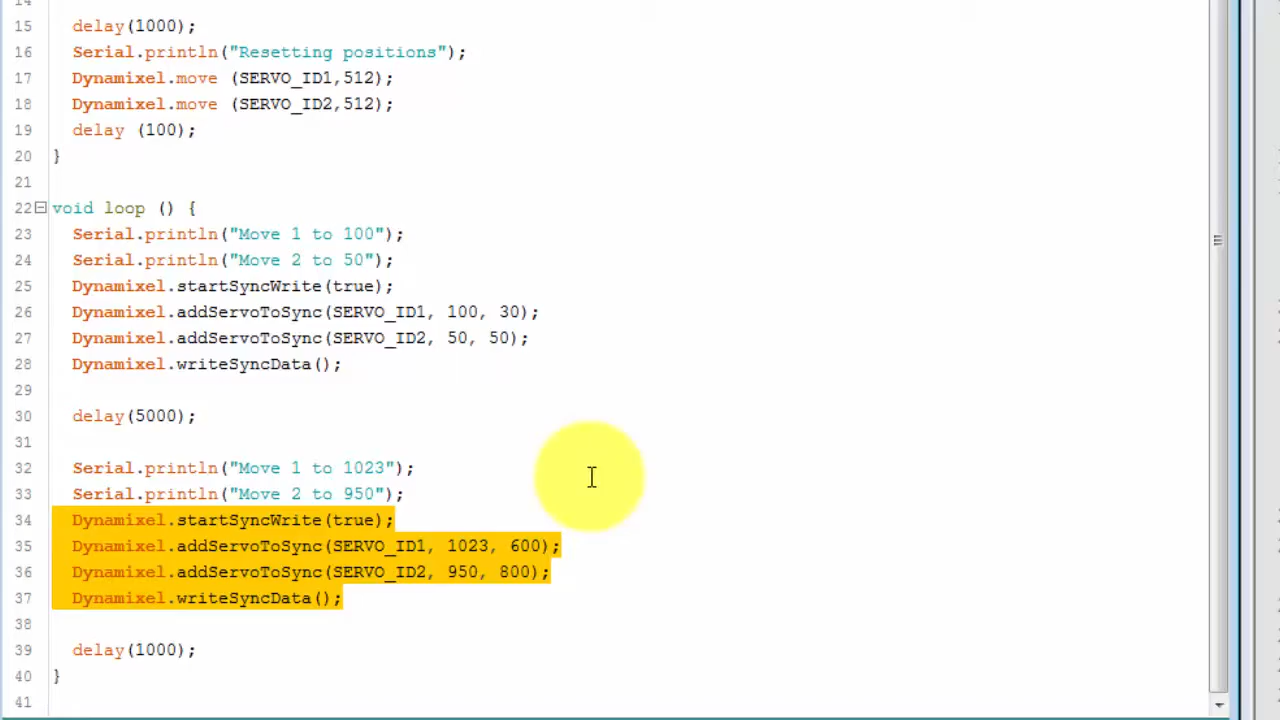 15 delay(1000);
16 Serial.println("Resetting positions");
17 Dynamixel.move (SERVO_ID1,512);
18 Dynamixel.move (SERVO_ID2,512);
19 delay (100);
20 }
21
22 void loop () {
23 Serial.println("Move 1 to 100");
24 Serial.println("Move 2 to 50");
25 Dynamixel.startSyncWrite(true);
26 Dynamixel.addServoToSync(SERVO_ID1, 100, 30);
27 Dynamixel.addServoToSync(SERVO_ID2, 50, 50);
28 Dynamixel.writeSyncData();
29
30 delay(5000);
31
32 Serial.println("Move 1 to 1023");
33 Serial.println("Move 2 to 950");
34 Dynamixel.startSyncWrite(true);
35 Dynamixel.addServoToSync(SERVO_ID1, 1023, 600);
36 Dynamixel.addServoToSync(SERVO_ID2, 950, 800);
37 Dynamixel.writeSyncData();
38
39 delay(1000);
40 }
41